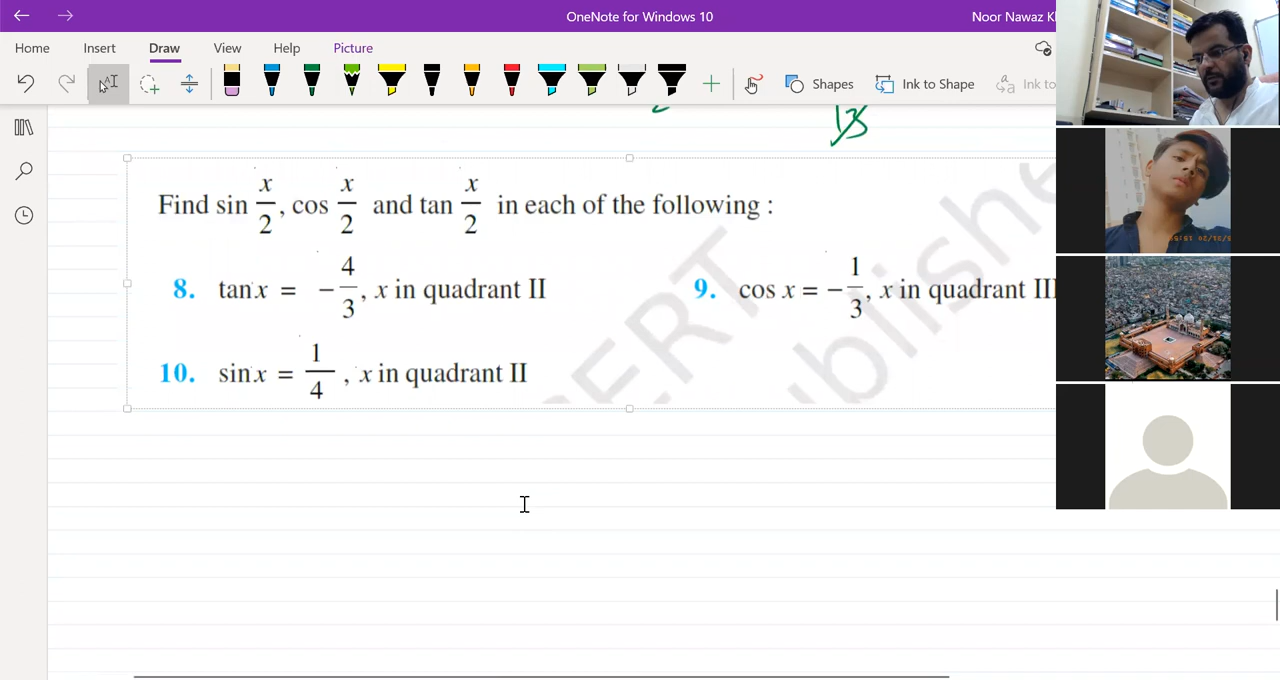 OneNote for Windows 10
Noor Nawaz Kh
Home Insert Draw View Help Picture
Shapes Ink to Shape Ink to
135
Find sin x/2, cos x/2 and tan x/2 in each of the following :
8. tan x = −4/3, x in quadrant II
9. cos x = −1/3, x in quadrant III
10. sin x = 1/4, x in quadrant II